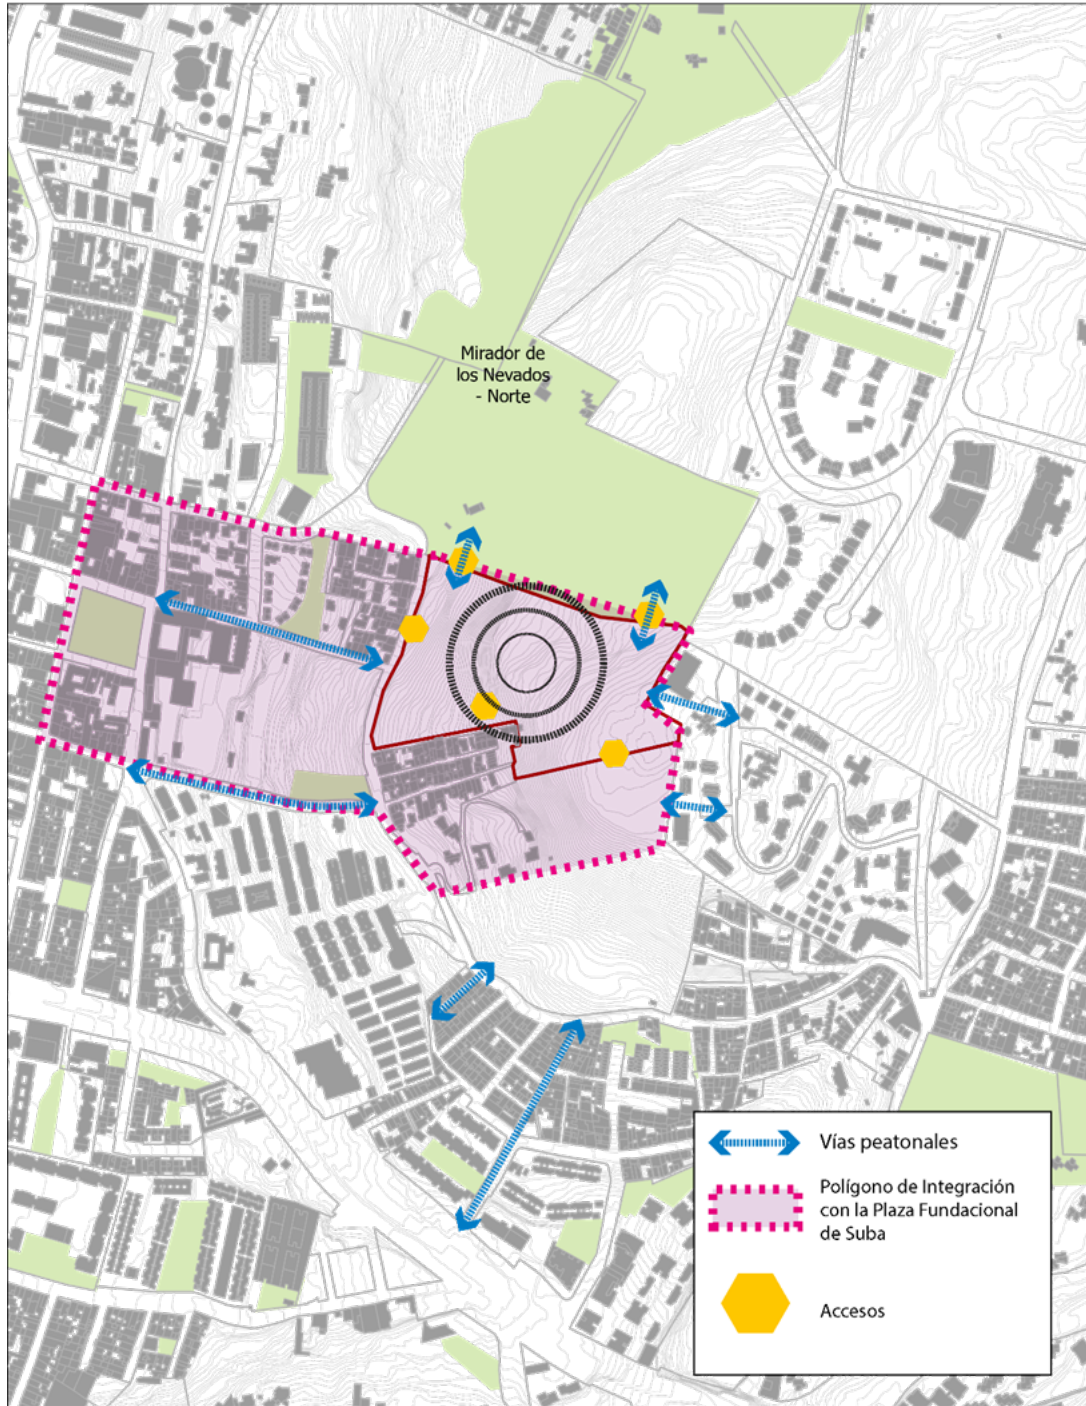 Mirador de
los Nevados
- Norte
Vías peatonales
Polígono de Integración
con la Plaza Fundacional
de Suba
Accesos